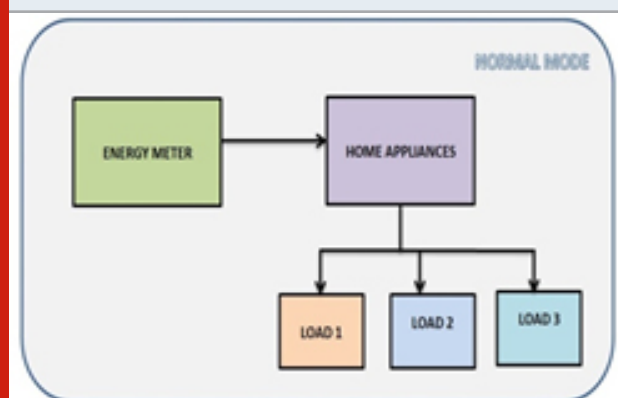 NORMAL MODE
ENERGY METER
HOME APPLIANCES
LOAD 1
LOAD 2
LOAD 3